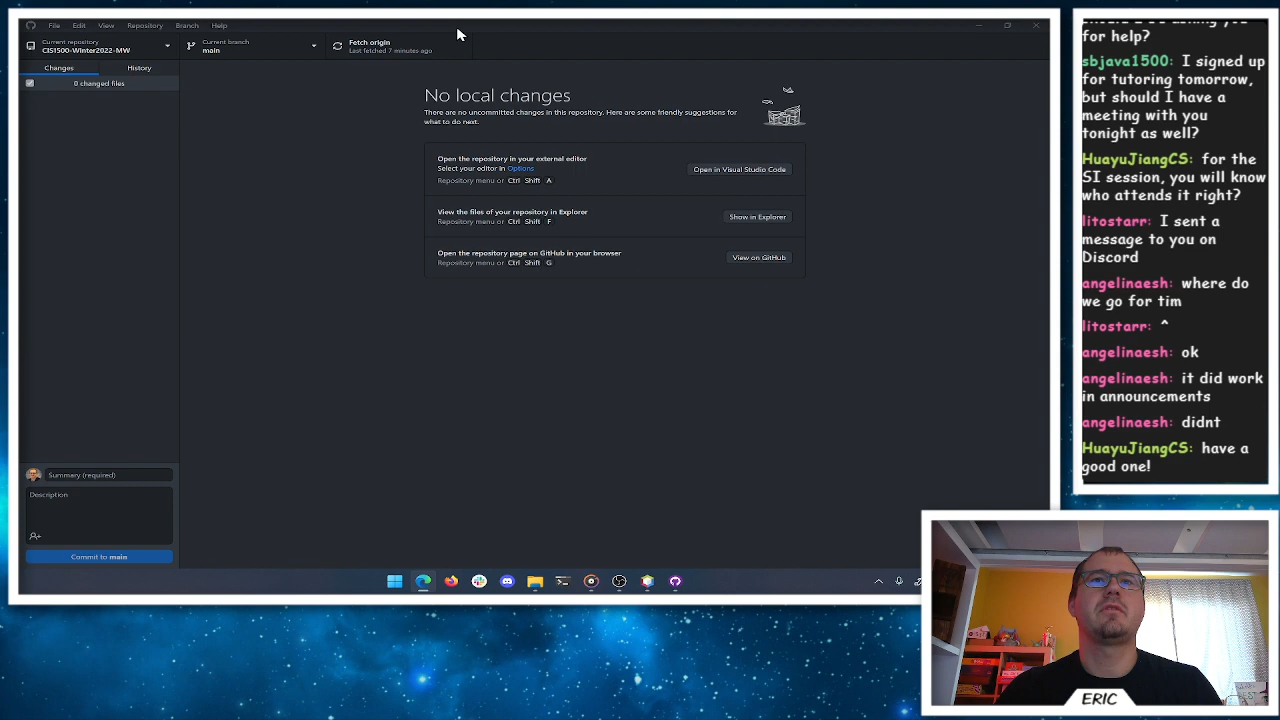 File Edit View Repository Branch Help
Current repository
CIS1500-Winter2022-MW
Current branch
main
Fetch origin
Last fetched 7 minutes ago
Changes
History
0 changed files
No local changes
There are no uncommitted changes in this repository. Here are some friendly suggestions for
what to do next.
Open the repository in your external editor
Select your editor in Options
Repository menu or Ctrl Shift A
Open in Visual Studio Code
View the files of your repository in Explorer
Repository menu or Ctrl Shift F
Show in Explorer
Open the repository page on GitHub in your browser
Repository menu or Ctrl Shift G
View on GitHub
Summary (required)
Description
Commit to main
for help?
sbjava1500: I signed up
for tutoring tomorrow,
but should I have a
meeting with you
tonight as well?
HuayuJiangCS: for the
SI session, you will know
who attends it right?
litostarr: I sent a
message to you on
Discord
angelinaesh: where do
we go for tim
litostarr: ^
angelinaesh: ok
angelinaesh: it did work
in announcements
angelinaesh: didnt
HuayuJiangCS: have a
good one!
ERIC